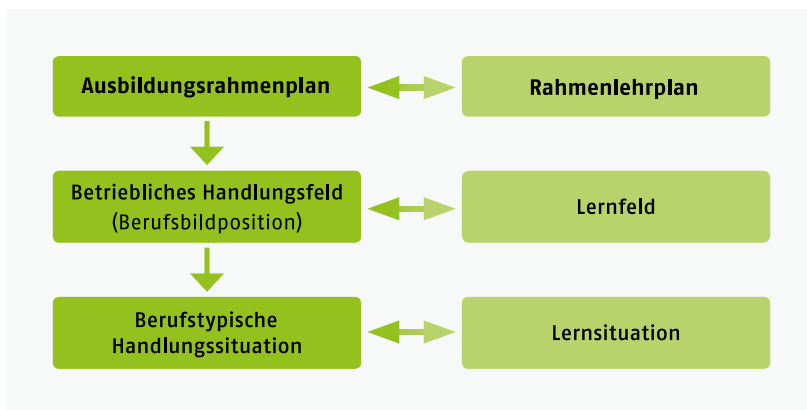 Ausbildungsrahmenplan
Rahmenlehrplan
Betriebliches Handlungsfeld
(Berufsbildposition)
Lernfeld
Berufstypische
Handlungssituation
Lernsituation